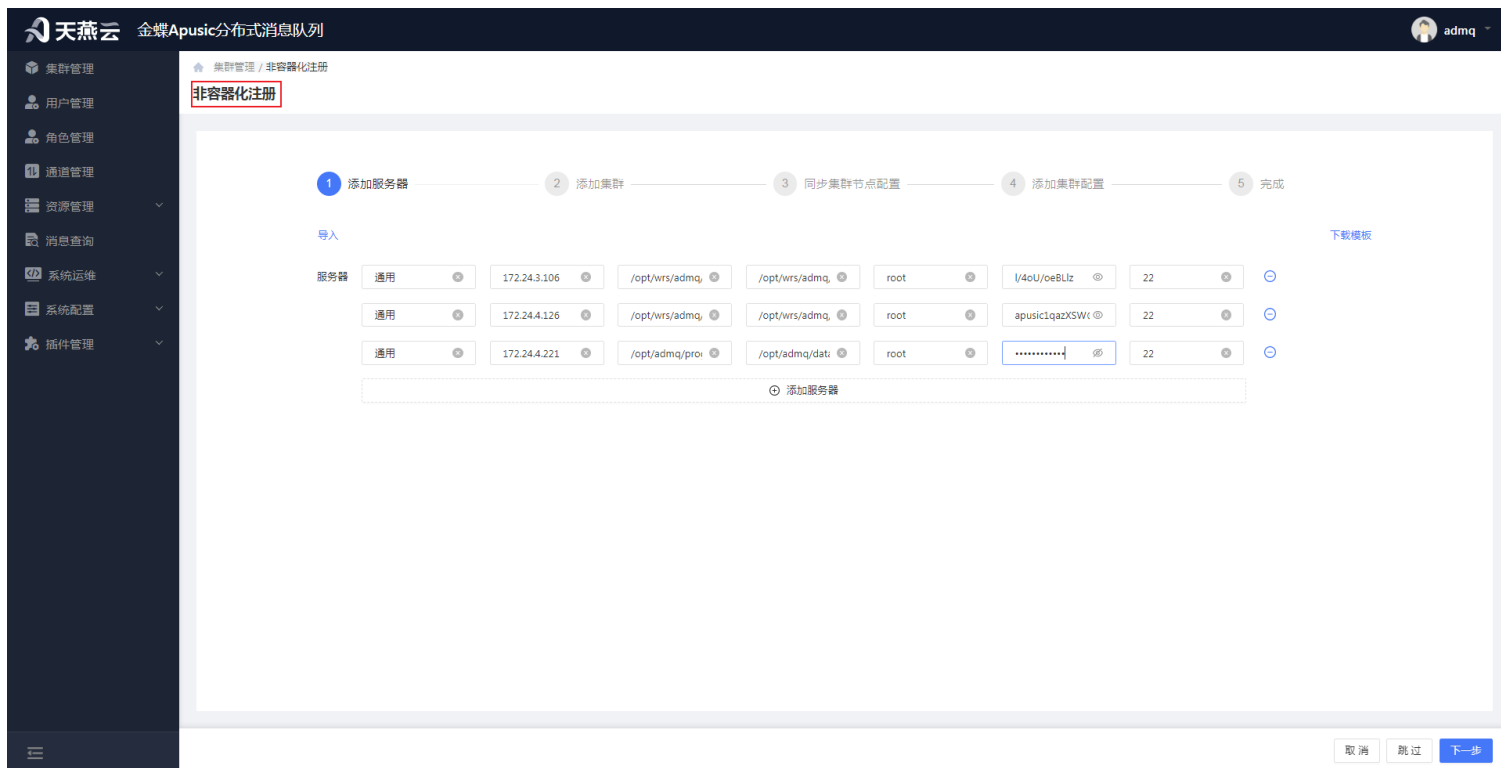 天燕云 金蝶Apusic分布式消息队列 admq
集群管理
用户管理
角色管理
通道管理
资源管理
消息查询
系统运维
系统配置
插件管理
集群管理 / 非容器化注册
非容器化注册
1 添加服务器 2 添加集群 3 同步集群节点配置 4 添加集群配置 5 完成
导入 下载模板
服务器 通用 172.24.3.106 /opt/wrs/admq/ /opt/wrs/admq, root l/4oU/oeBLlz 22
通用 172.24.4.126 /opt/wrs/admq/ /opt/wrs/admq, root apusic1qazXSW 22
通用 172.24.4.221 /opt/admq/pro /opt/admq/data root •••••••••••• 22
添加服务器
取消 跳过 下一步